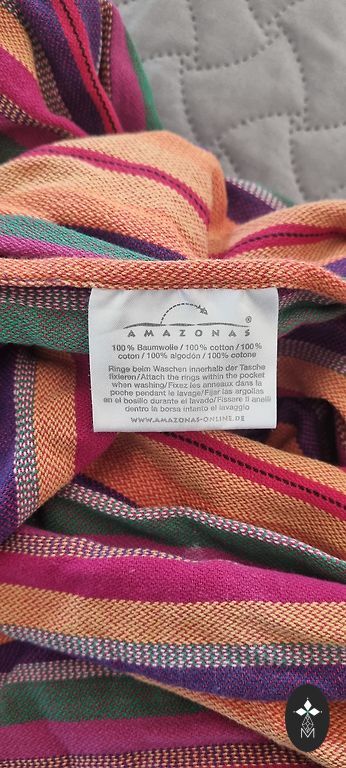 AMAZONAS®
100% Baumwolle / 100% cotton / 100%
coton / 100% algodón / 100% cotone
Ringe beim Waschen innerhalb der Tasche
fixieren/Attach the rings within the pocket
when washing/Fixez les anneaux dans la
poche pendant le lavage/Fijar las argollas
en el bosillo durante el lavado/Fissare il anelli
dentro la borsa intanto il lavaggio
WWW.AMAZONAS-ONLINE.DE
M